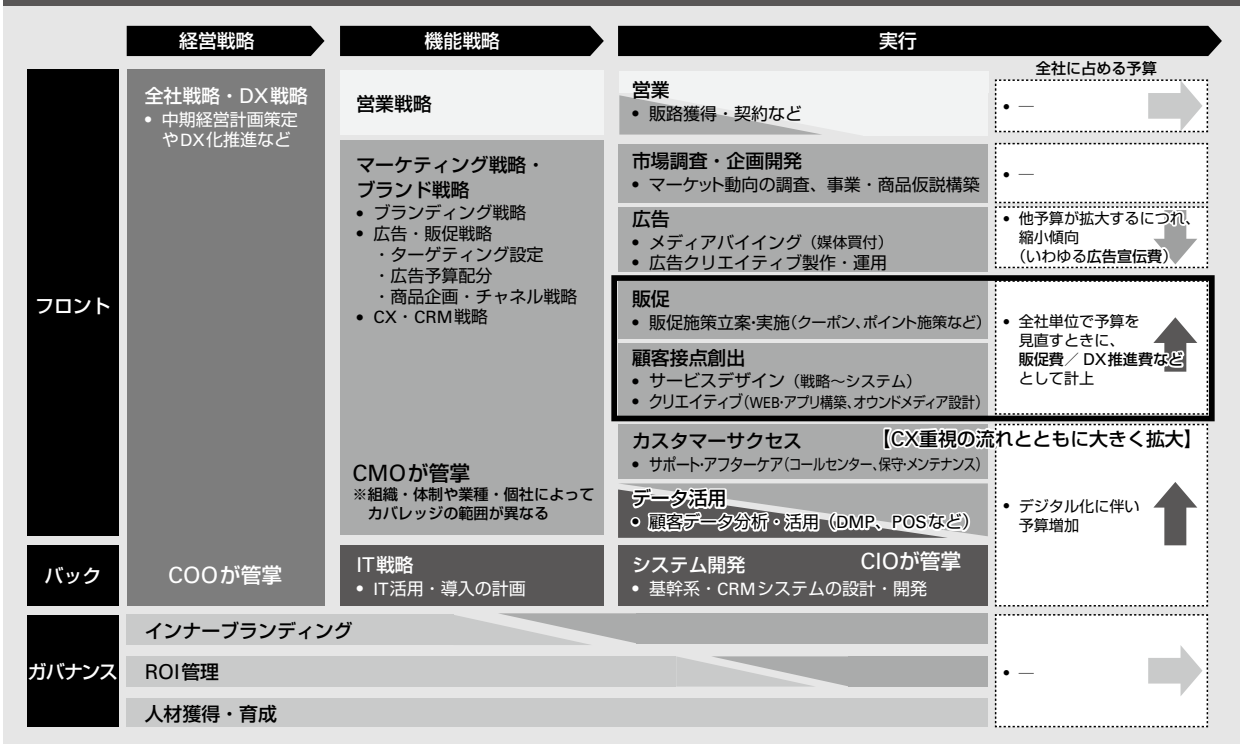 経営戦略
機能戦略
実行
全社に占める予算
フロント
全社戦略・DX戦略
• 中期経営計画策定
やDX化推進など
COOが管掌
営業戦略
マーケティング戦略・
ブランド戦略
• ブランディング戦略
• 広告・販促戦略
・ターゲティング設定
・広告予算配分
・商品企画・チャネル戦略
• CX・CRM戦略
CMOが管掌
※組織・体制や業種・個社によって
カバレッジの範囲が異なる
営業
• 販路獲得・契約など
• —
市場調査・企画開発
• マーケット動向の調査、事業・商品仮説構築
• —
広告
• メディアバイイング（媒体買付）
• 広告クリエイティブ製作・運用
• 他予算が拡大するにつれ、
縮小傾向
（いわゆる広告宣伝費）
販促
• 販促施策立案・実施（クーポン、ポイント施策など）
顧客接点創出
• サービスデザイン（戦略～システム）
• クリエイティブ（WEB・アプリ構築、オウンドメディア設計）
• 全社単位で予算を
見直すときに、
販促費／DX推進費など
として計上
【CX重視の流れとともに大きく拡大】
カスタマーサクセス
• サポート・アフターケア（コールセンター、保守・メンテナンス）
データ活用
• 顧客データ分析・活用（DMP、POSなど）
• デジタル化に伴い
予算増加
バック
IT戦略
• IT活用・導入の計画
システム開発
CIOが管掌
• 基幹系・CRMシステムの設計・開発
ガバナンス
インナーブランディング
ROI管理
人材獲得・育成
• —